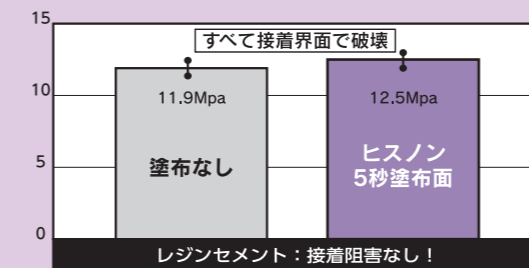 15
すべて接着界面で破壊
10
11.9Mpa
12.5Mpa
塗布なし
ヒスノン
5秒塗布面
5
0
レジンセメント：接着阻害なし！